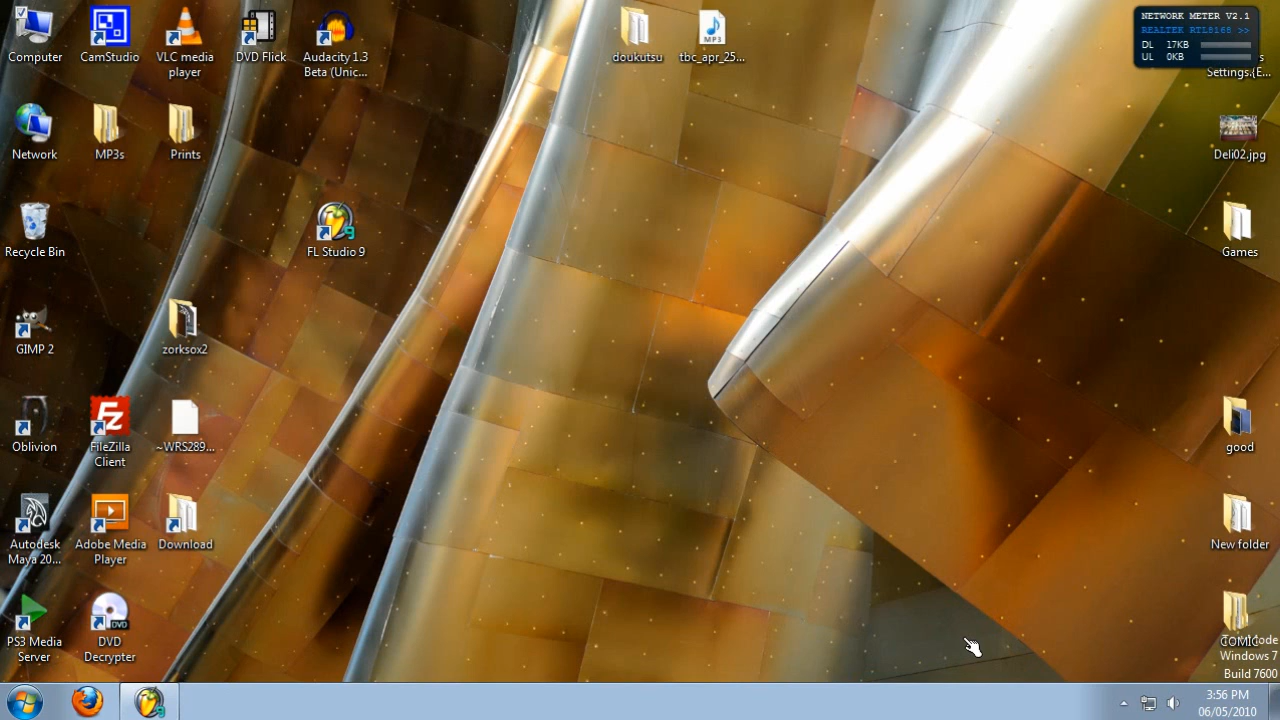 Computer
CamStudio
VLC media
player
DVD Flick
Audacity 1.3
Beta (Unic...
doukutsu
MP3
tbc_apr_25...
NETWORK METER V2.1
REALTEK RTL8168 >>
DL 17KB
UL 0KB
Settings.{E...
Network
MP3s
Prints
Deli02.jpg
Recycle Bin
FL Studio 9
Games
GIMP 2
zorksox2
Oblivion
FileZilla
Client
~WRS289...
good
Autodesk
Maya 20...
Adobe Media
Player
Download
New folder
PS3 Media
Server
DVD
DVD
Decrypter
COMIC
Windows 7
Build 7600
3:56 PM
06/05/2010